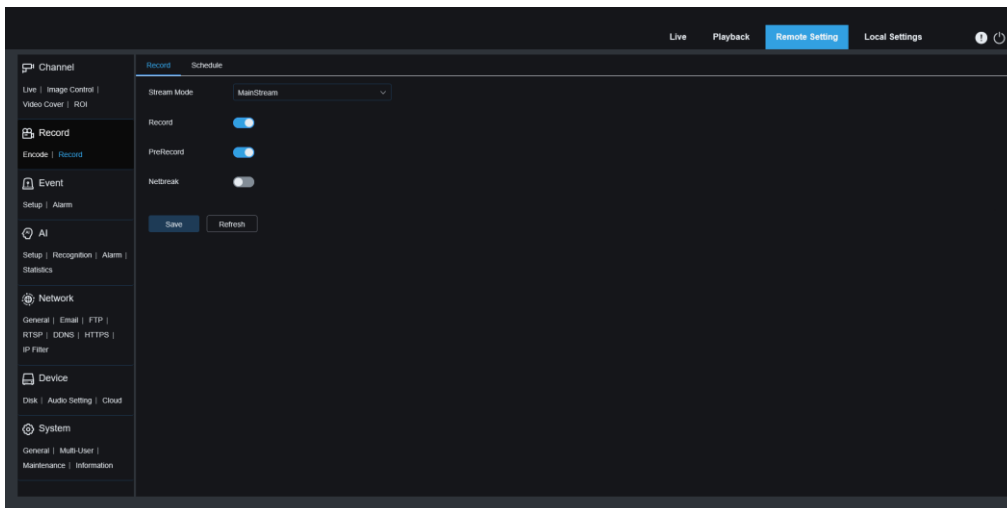 Live Playback Remote Setting Local Settings
Channel
Live | Image Control |
Video Cover | ROI
Record
Encode | Record
Event
Setup | Alarm
AI
Setup | Recognition | Alarm |
Statistics
Network
General | Email | FTP |
RTSP | DDNS | HTTPS |
IP Filter
Device
Disk | Audio Setting | Cloud
System
General | Multi-User |
Maintenance | Information
Record Schedule
Stream Mode MainStream
Record
PreRecord
Netbreak
Save Refresh